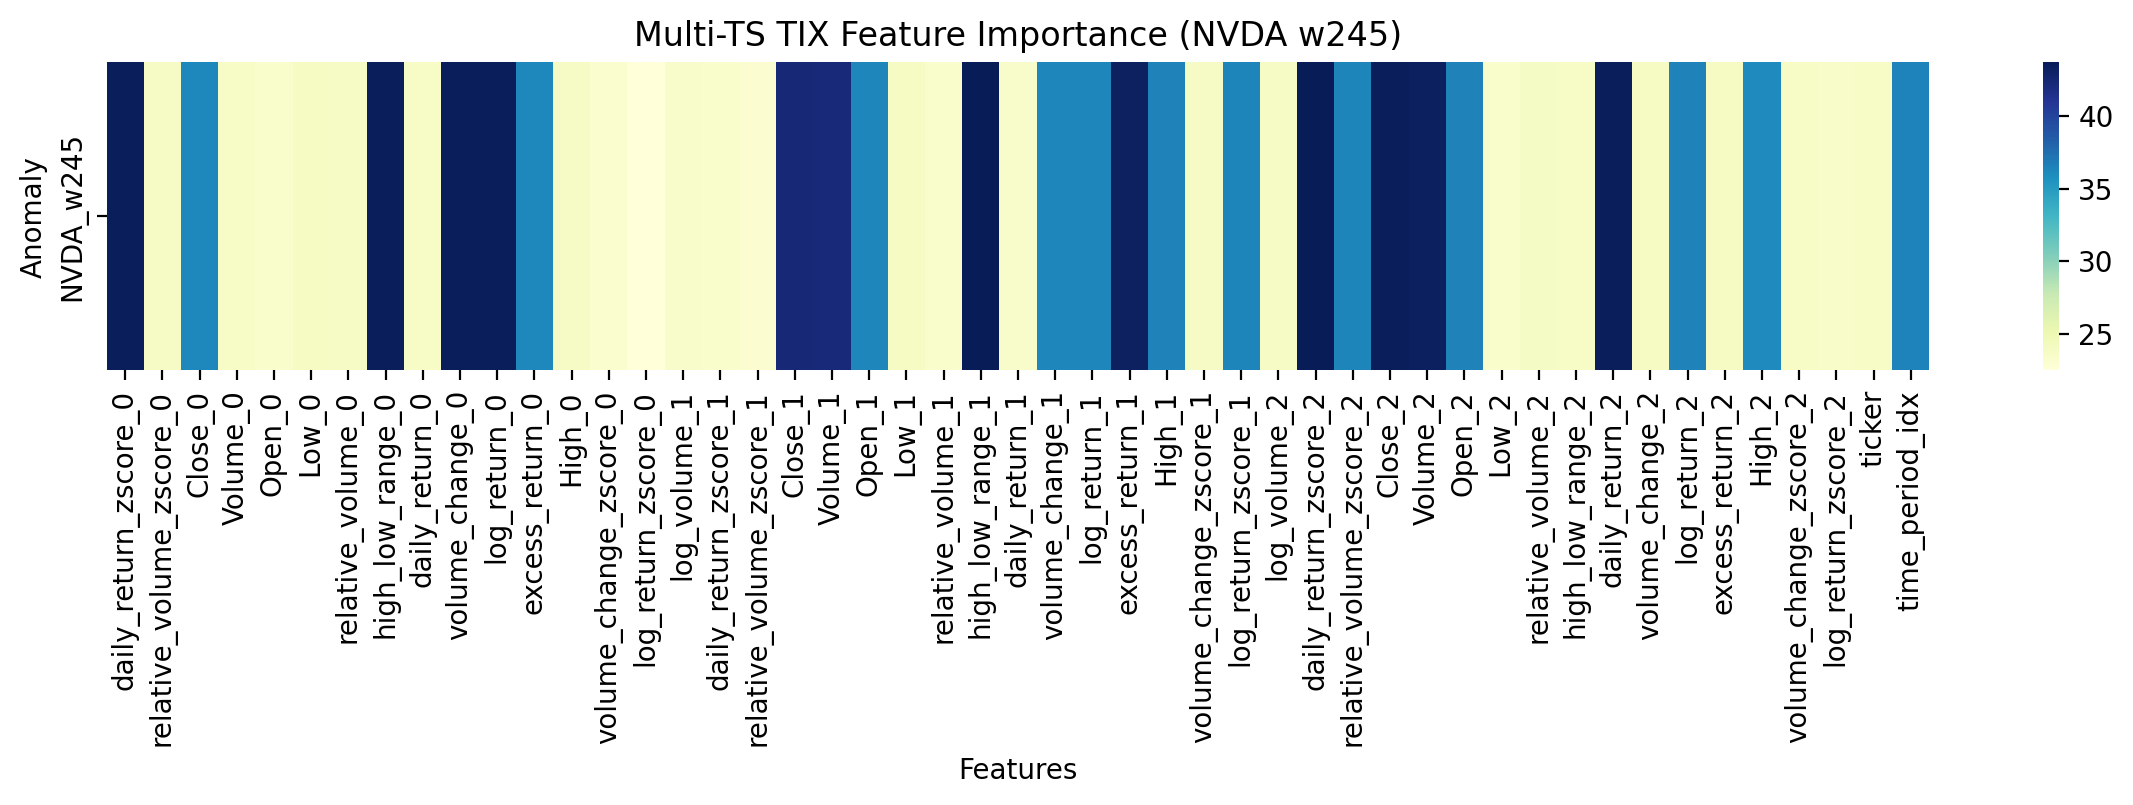 Multi-TS TIX Feature Importance (NVDA w245)
Anomaly
NVDA_w245
40
35
30
25
daily_return_zscore_0
relative_volume_zscore_0
Close_0
Volume_0
Open_0
Low_0
relative_volume_0
high_low_range_0
daily_return_0
volume_change_0
log_return_0
excess_return_0
High_0
volume_change_zscore_0
log_return_zscore_0
log_volume_1
daily_return_zscore_1
relative_volume_zscore_1
Close_1
Volume_1
Open_1
Low_1
relative_volume_1
high_low_range_1
daily_return_1
volume_change_1
log_return_1
excess_return_1
High_1
volume_change_zscore_1
log_return_zscore_1
log_volume_2
daily_return_zscore_2
relative_volume_zscore_2
Close_2
Volume_2
Open_2
Low_2
relative_volume_2
high_low_range_2
daily_return_2
volume_change_2
log_return_2
excess_return_2
High_2
volume_change_zscore_2
log_return_zscore_2
ticker
time_period_idx
Features